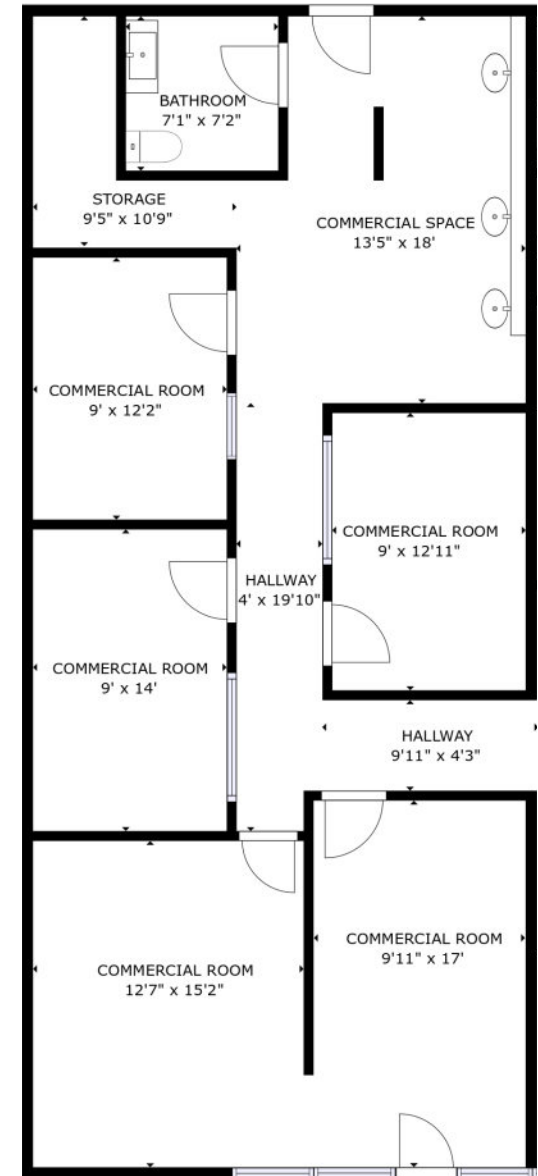 BATHROOM
7'1" x 7'2"
STORAGE
9'5" x 10'9"
COMMERCIAL SPACE
13'5" x 18'
COMMERCIAL ROOM
9' x 12'2"
COMMERCIAL ROOM
9' x 12'11"
HALLWAY
4' x 19'10"
COMMERCIAL ROOM
9' x 14'
HALLWAY
9'11" x 4'3"
COMMERCIAL ROOM
9'11" x 17'
COMMERCIAL ROOM
12'7" x 15'2"